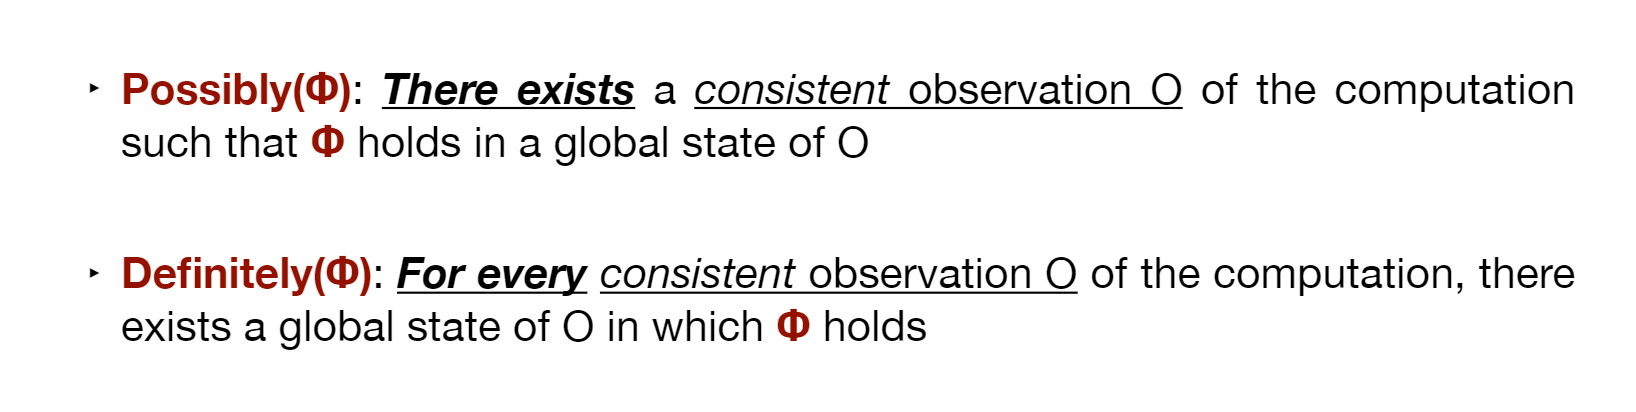 ‣ Possibly(Φ): There exists a consistent observation O of the computation
such that Φ holds in a global state of O
‣ Definitely(Φ): For every consistent observation O of the computation, there
exists a global state of O in which Φ holds